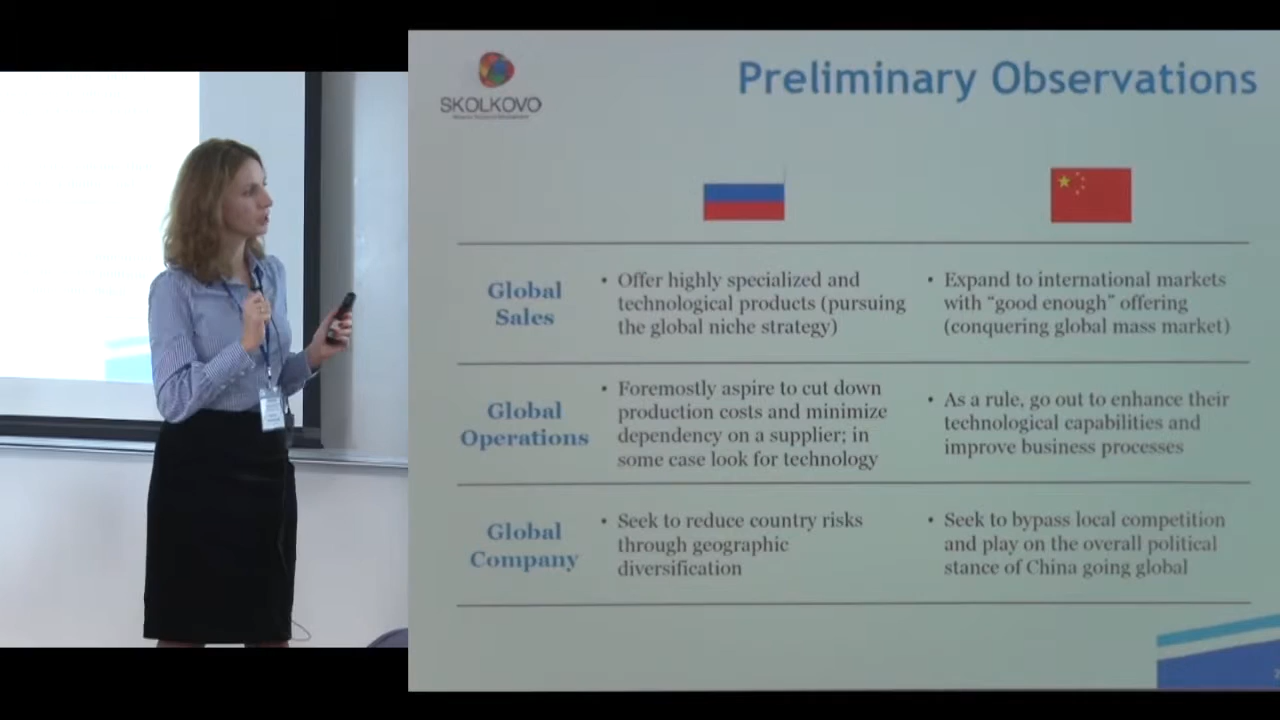 SKOLKOVO
Preliminary Observations
Global
Sales
• Offer highly specialized and
technological products (pursuing
the global niche strategy)
• Expand to international markets
with “good enough” offering
(conquering global mass market)
Global
Operations
• Foremostly aspire to cut down
production costs and minimize
dependency on a supplier; in
some case look for technology
• As a rule, go out to enhance their
technological capabilities and
improve business processes
Global
Company
• Seek to reduce country risks
through geographic
diversification
• Seek to bypass local competition
and play on the overall political
stance of China going global